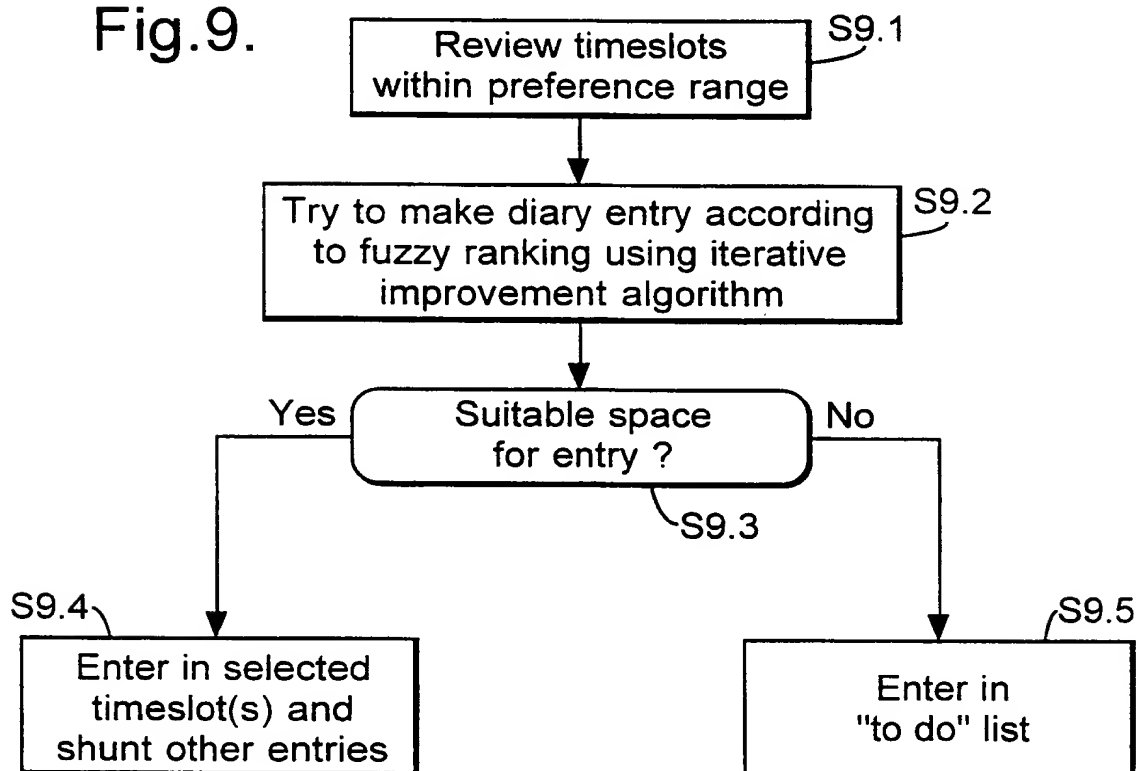 Fig.9.
Review timeslots
within preference range
S9.1
Try to make diary entry according
to fuzzy ranking using iterative
improvement algorithm
S9.2
Yes
Suitable space
for entry ?
No
S9.3
S9.4
Enter in selected
timeslot(s) and
shunt other entries
S9.5
Enter in
"to do" list